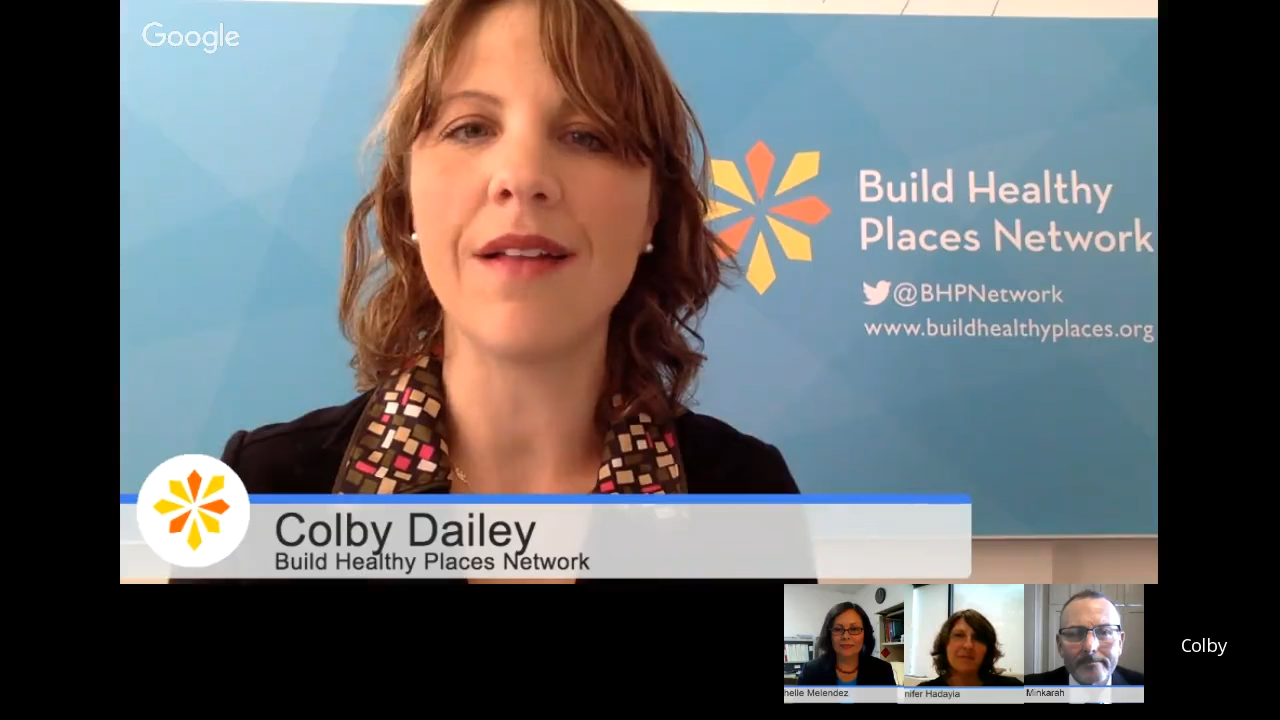 Google
Build Healthy
Places Network
@BHPNetwork
www.buildhealthyplaces.org
Colby Dailey
Build Healthy Places Network
helle Melendez
nifer Hadayia
Minkarah
Colby